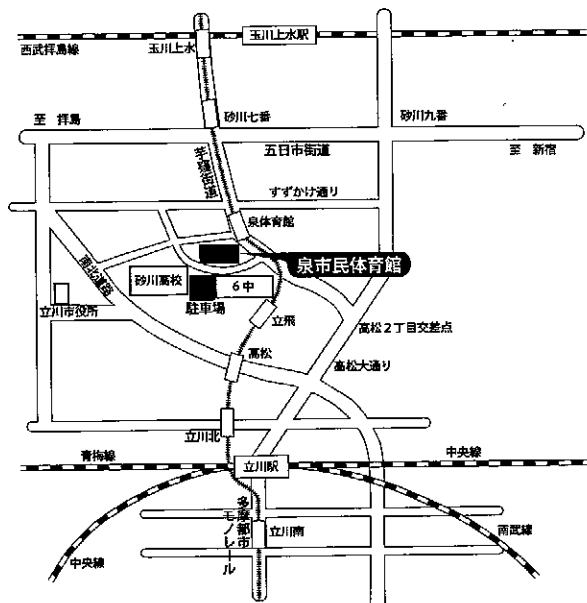 玉川上水駅
西武拝島線
玉川上水
砂川七番
砂川九番
至 拝島
五日市街道
至 新宿
芋窪街道
すずかけ通り
泉体育館
泉市民体育館
南北道路
砂川高校
6中
駐車場
立川市役所
立飛
高松2丁目交差点
高松
高松大通り
立川北
青梅線
中央線
立川駅
多摩都市
モノレール
立川南
南武線
中央線